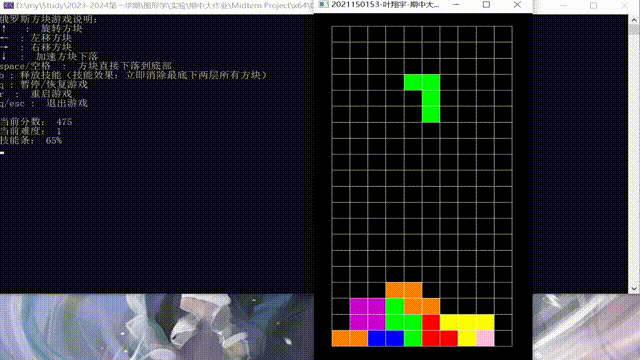 D:\my\Study\2023-2024第一学期\图形学\实验\期中大作业\Midterm Project\x64\
2021150153-叶翔宇-期中大...
俄罗斯方块游戏说明:
↑ : 旋转方块
← : 左移方块
→ : 右移方块
↓ : 加速方块下落
space/空格 : 方块直接下落到底部
b : 释放技能(技能效果:立即消除最底下两层所有方块)
: 暂停/恢复游戏
r : 重启游戏
q/esc : 退出游戏
当前分数: 475
当前难度: 1
技能条: 65%